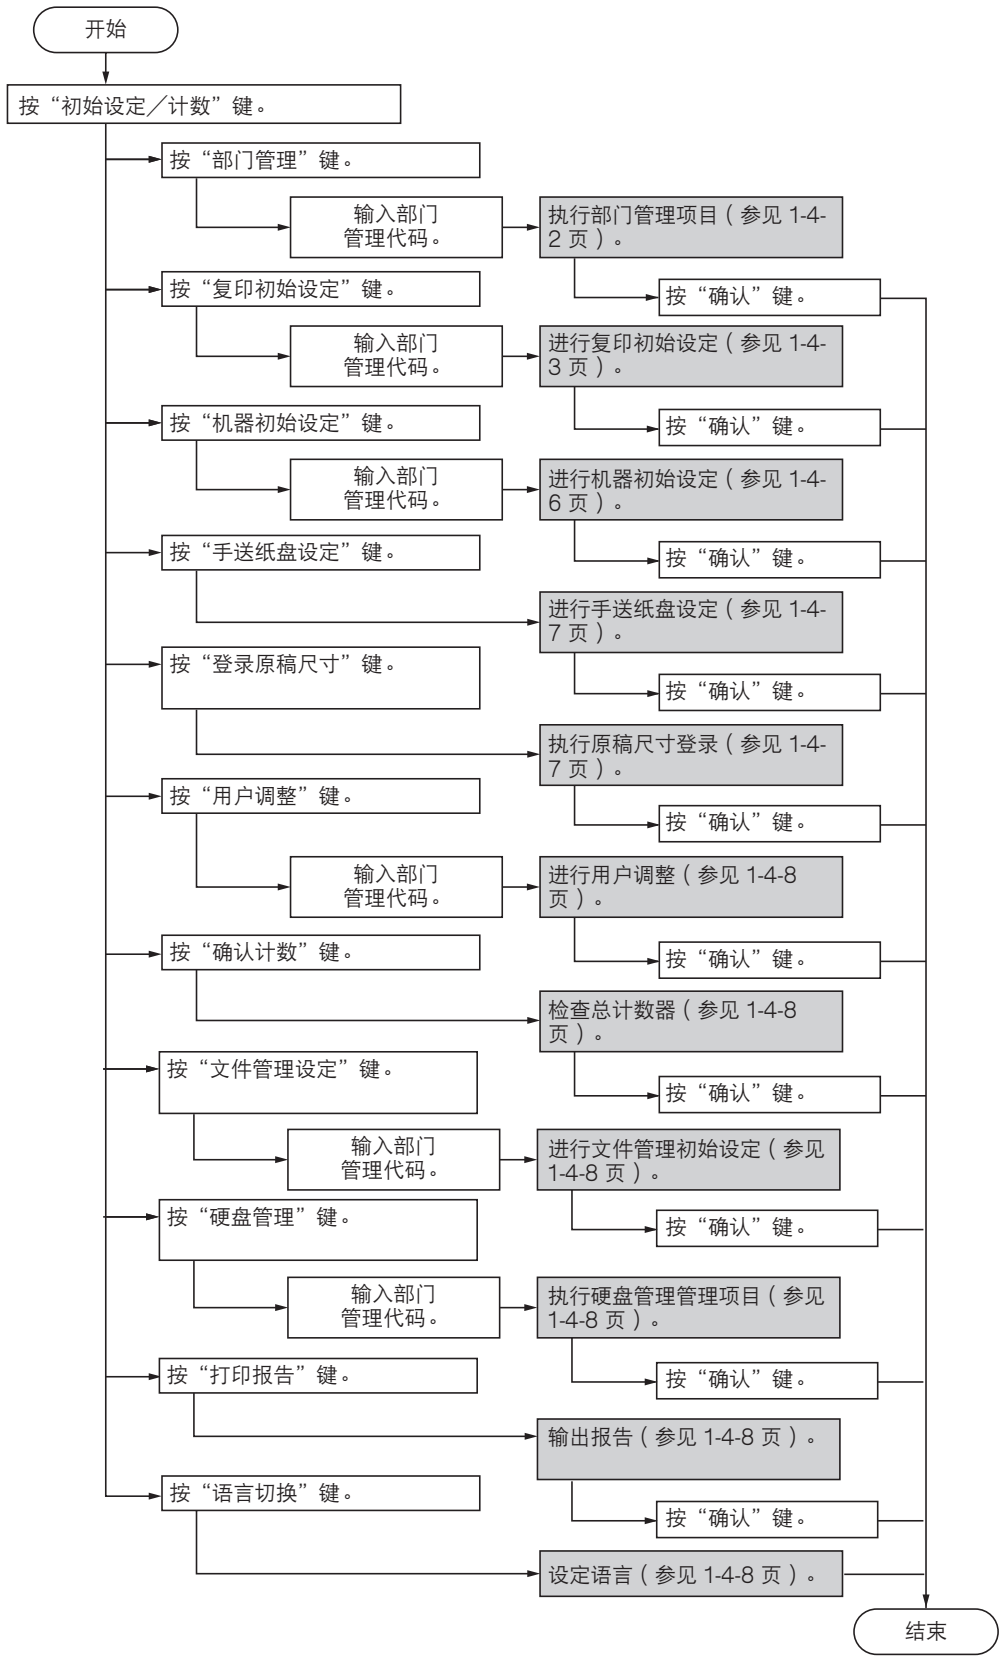 开始
按“初始设定／计数”键。
按“部门管理”键。
输入部门
管理代码。
执行部门管理项目（参见 1-4-
2 页）。
按“确认”键。
按“复印初始设定”键。
输入部门
管理代码。
进行复印初始设定（参见 1-4-
3 页）。
按“确认”键。
按“机器初始设定”键。
输入部门
管理代码。
进行机器初始设定（参见 1-4-
6 页）。
按“确认”键。
按“手送纸盘设定”键。
进行手送纸盘设定（参见 1-4-
7 页）。
按“确认”键。
按“登录原稿尺寸”键。
执行原稿尺寸登录（参见 1-4-
7 页）。
按“确认”键。
按“用户调整”键。
输入部门
管理代码。
进行用户调整（参见 1-4-8
页）。
按“确认”键。
按“确认计数”键。
检查总计数器（参见 1-4-8
页）。
按“确认”键。
按“文件管理设定”键。
输入部门
管理代码。
进行文件管理初始设定（参见
1-4-8 页）。
按“确认”键。
按“硬盘管理”键。
输入部门
管理代码。
执行硬盘管理管理项目（参见
1-4-8 页）。
按“确认”键。
按“打印报告”键。
输出报告（参见 1-4-8 页）。
按“确认”键。
按“语言切换”键。
设定语言（参见 1-4-8 页）。
结束